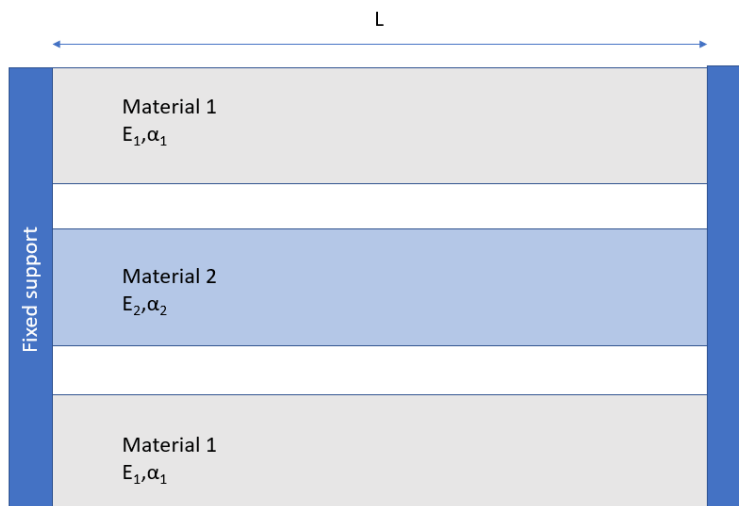 L
Material 1
E₁,α₁
Fixed support
Material 2
E₂,α₂
Material 1
E₁,α₁